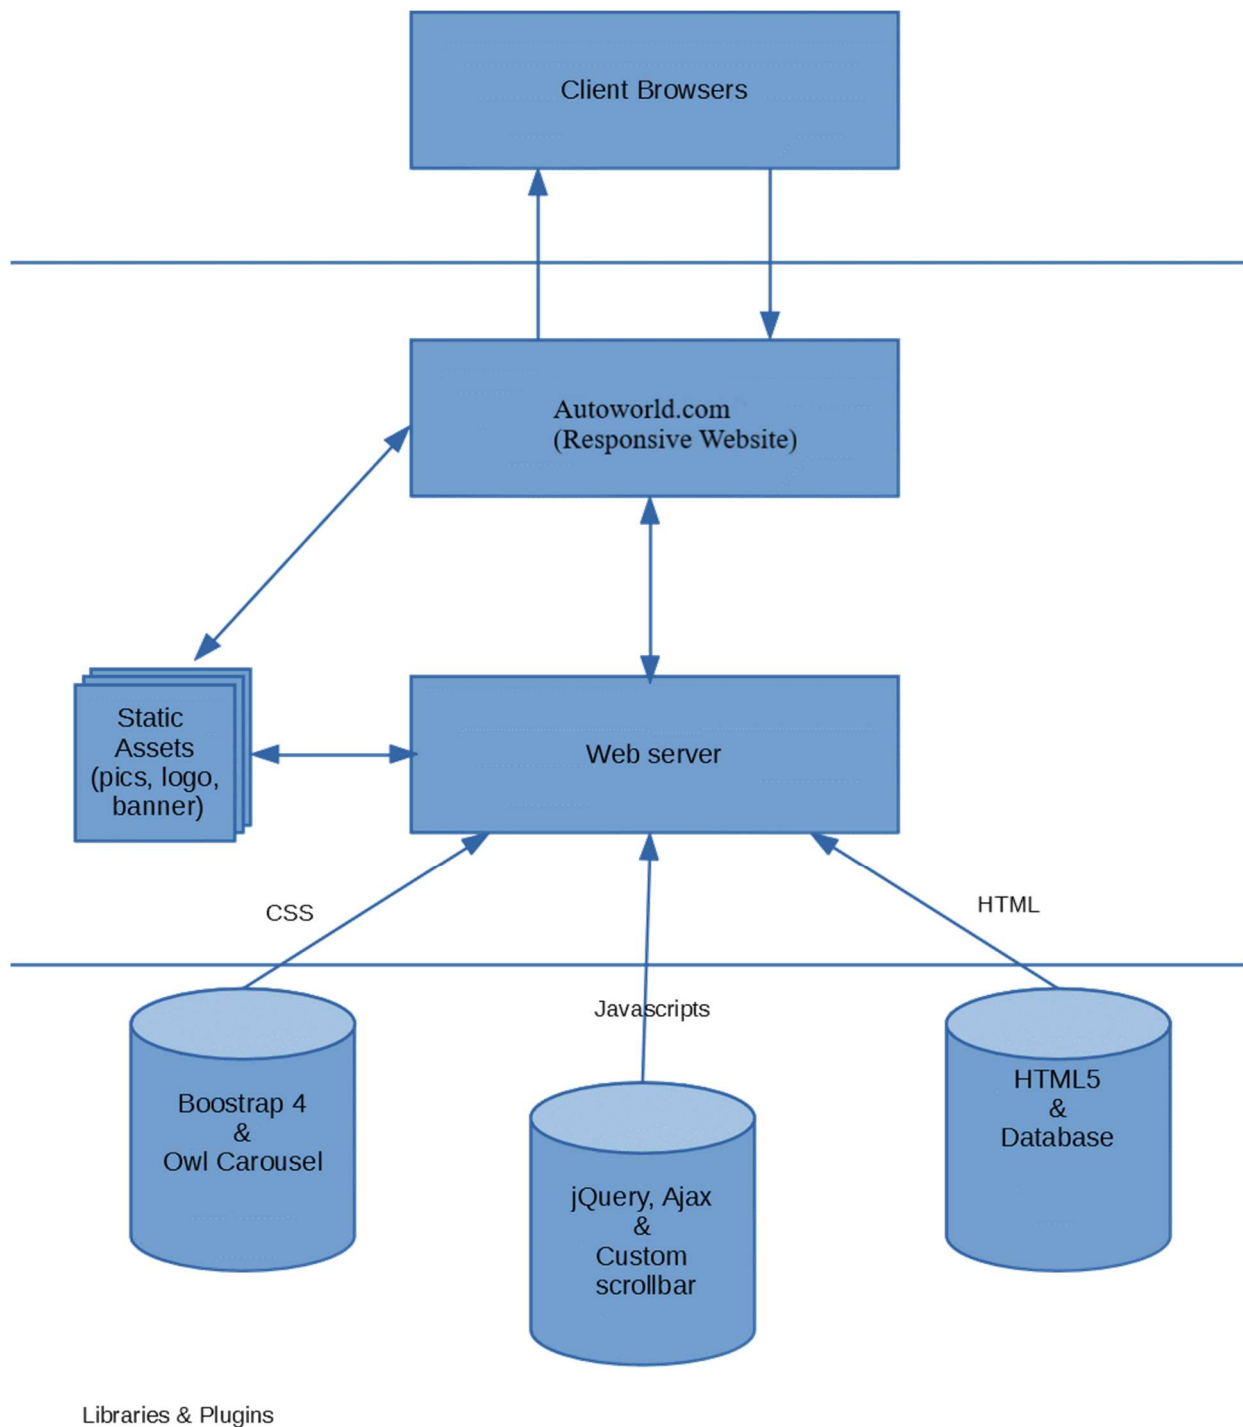 Client Browsers
Autoworld.com
(Responsive Website)
Static
Assets
(pics, logo,
banner)
Web server
CSS
HTML
Javascripts
Boostrap 4
&
Owl Carousel
jQuery, Ajax
&
Custom
scrollbar
HTML5
&
Database
Libraries & Plugins